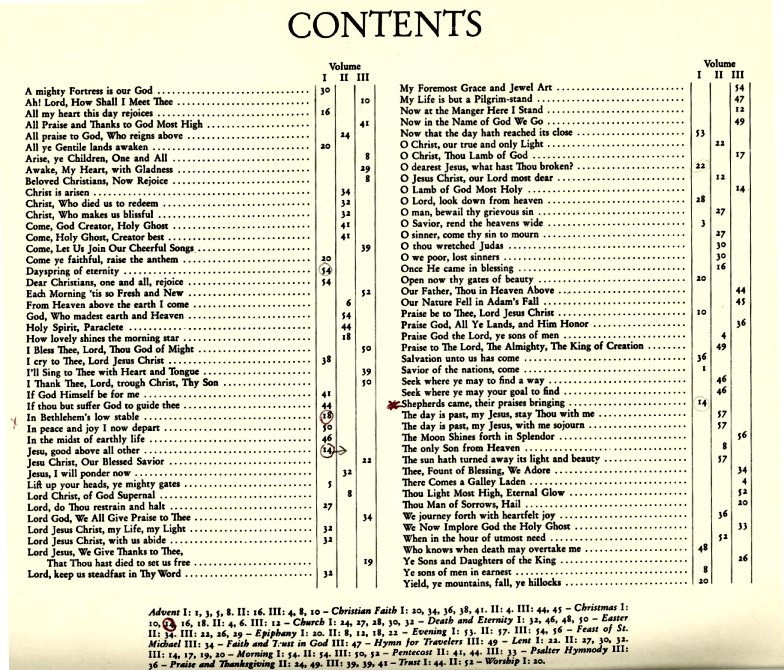 CONTENTS
Volume
I II III
A mighty Fortress is our God 30
Ah! Lord, How Shall I Meet Thee 10
All my heart this day rejoices 16
All Praise and Thanks to God Most High 41
All praise to God, Who reigns above 24
All ye Gentile lands awaken 20
Arise, ye Children, One and All 8
Awake, My Heart, with Gladness 29
Beloved Christians, Now Rejoice 8
Christ is arisen 34
Christ, Who died us to redeem 32
Christ, Who makes us blissful 32
Come, God Creator, Holy Ghost 41
Come, Holy Ghost, Creator best 41
Come, Let Us Join Our Cheerful Songs 39
Come ye faithful, raise the anthem 20
Dayspring of eternity 54
Dear Christians, one and all, rejoice 54
Each Morning 'tis so Fresh and New 52
From Heaven above the earth I come 6
God, Who madest earth and Heaven 54
Holy Spirit, Paraclete 44
How lovely shines the morning star 18
I Bless Thee, Lord, Thou God of Might 50
I cry to Thee, Lord Jesus Christ 38
I'll Sing to Thee with Heart and Tongue 39
I Thank Thee, Lord, trough Christ, Thy Son 50
If God Himself be for me 41
If thou but suffer God to guide thee 44
In Bethlehem's low stable 18
In peace and joy I now depart 50
In the midst of earthly life 46
Jesu, good above all other 14
Jesu Christ, Our Blessed Savior 22
Jesus, I will ponder now 32
Lift up your heads, ye mighty gates 5
Lord Christ, of God Supernal 8
Lord, do Thou restrain and halt 27
Lord God, We All Give Praise to Thee 34
Lord Jesus Christ, my Life, my Light 32
Lord Jesus Christ, with us abide 32
Lord Jesus, We Give Thanks to Thee,
That Thou hast died to set us free 19
Lord, keep us steadfast in Thy Word 32
Volume
I II III
My Foremost Grace and Jewel Art 54
My Life is but a Pilgrim-stand 47
Now at the Manger Here I Stand 12
Now in the Name of God We Go 49
Now that the day hath reached its close 53
O Christ, our true and only Light 22
O Christ, Thou Lamb of God 17
O dearest Jesus, what hast Thou broken? 22
O Jesus Christ, our Lord most dear 12
O Lamb of God Most Holy 14
O Lord, look down from heaven 28
O man, bewail thy grievous sin 27
O Savior, rend the heavens wide 3
O sinner, come thy sin to mourn 27
O thou wretched Judas 30
O we poor, lost sinners 30
Once He came in blessing 16
Open now thy gates of beauty 20
Our Father, Thou in Heaven Above 44
Our Nature Fell in Adam's Fall 45
Praise be to Thee, Lord Jesus Christ 10
Praise God, All Ye Lands, and Him Honor 36
Praise God the Lord, ye sons of men 4
Praise to The Lord, The Almighty, The King of Creation 49
Salvation unto us has come 36
Savior of the nations, come 1
Seek where ye may to find a way 46
Seek where ye may your goal to find 46
Shepherds came, their praises bringing 14
The day is past, my Jesus, stay Thou with me 57
The day is past, my Jesus, with me sojourn 57
The Moon Shines forth in Splendor 56
The only Son from Heaven 8
The sun hath turned away its light and beauty 57
Thee, Fount of Blessing, We Adore 34
There Comes a Galley Laden 4
Thou Light Most High, Eternal Glow 52
Thou Man of Sorrows, Hail 20
We journey forth with heartfelt joy 36
We Now Implore God the Holy Ghost 33
When in the hour of utmost need 52
Who knows when death may overtake me 48
Ye Sons and Daughters of the King 26
Ye sons of men in earnest 8
Yield, ye mountains, fall, ye hillocks 20
Advent I: 1, 3, 5, 8. II: 16. III: 4, 8, 10 – Christian Faith I: 20, 34, 36, 38, 41. II: 4. III: 44, 45 – Christmas I:
10, 16, 18. II: 4, 6. III: 12 – Church I: 24, 27, 28, 30, 32 – Death and Eternity I: 32, 46, 48, 50 – Easter
II: 34. III: 22, 26, 29 – Epiphany I: 20. II: 8, 12, 18, 22 – Evening I: 53. II: 57. III: 54, 56 – Feast of St.
Michael III: 34 – Faith and Trust in God III: 47 – Hymn for Travelers III: 49 – Lent I: 22. II: 27, 30, 32.
III: 14, 17, 19, 20 – Morning I: 54. II: 54. III: 50, 52 – Pentecost II: 41, 44. III: 33 – Psalter Hymnody III:
36 – Praise and Thanksgiving II: 24, 49. III: 39, 39, 41 – Trust I: 44. II: 52 – Worship I: 20.